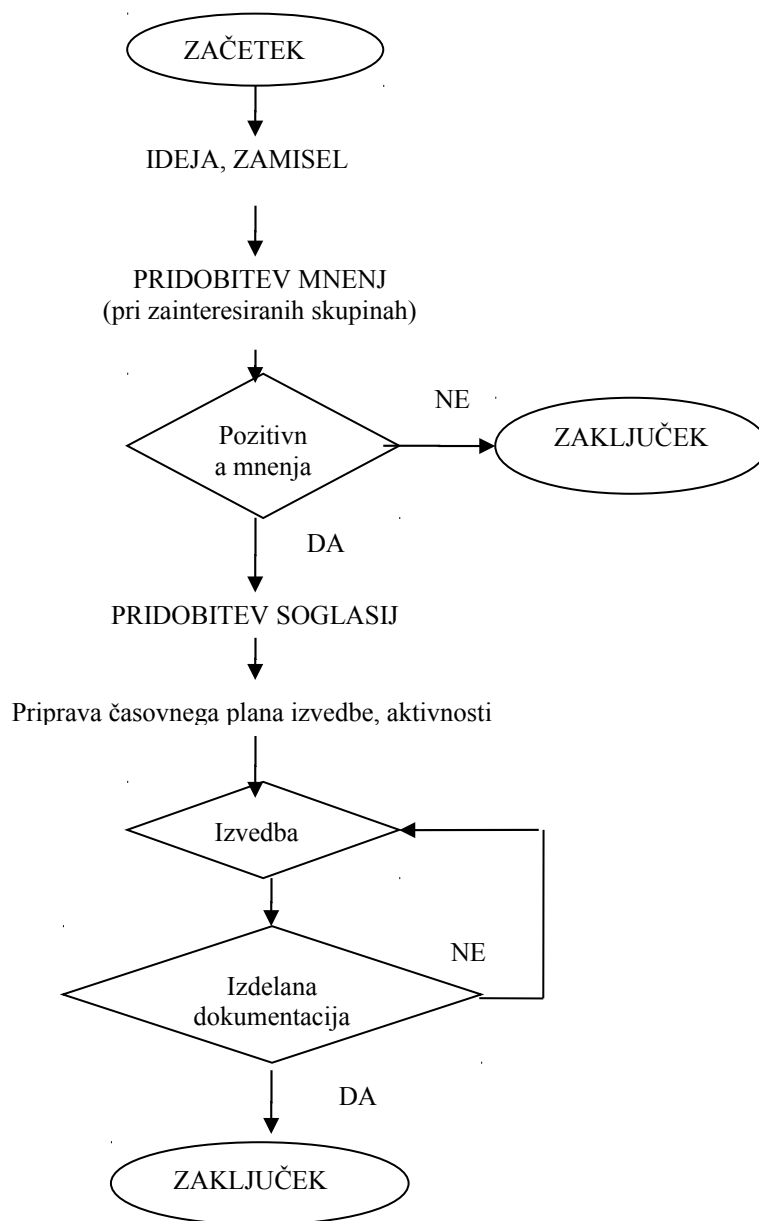 ZAČETEK
IDEJA, ZAMISEL
PRIDOBITEV MNENJ
(pri zainteresiranih skupinah)
NE
Pozitivn
a mnenja
ZAKLJUČEK
DA
PRIDOBITEV SOGLASIJ
Priprava časovnega plana izvedbe, aktivnosti
Izvedba
NE
Izdelana
dokumentacija
DA
ZAKLJUČEK